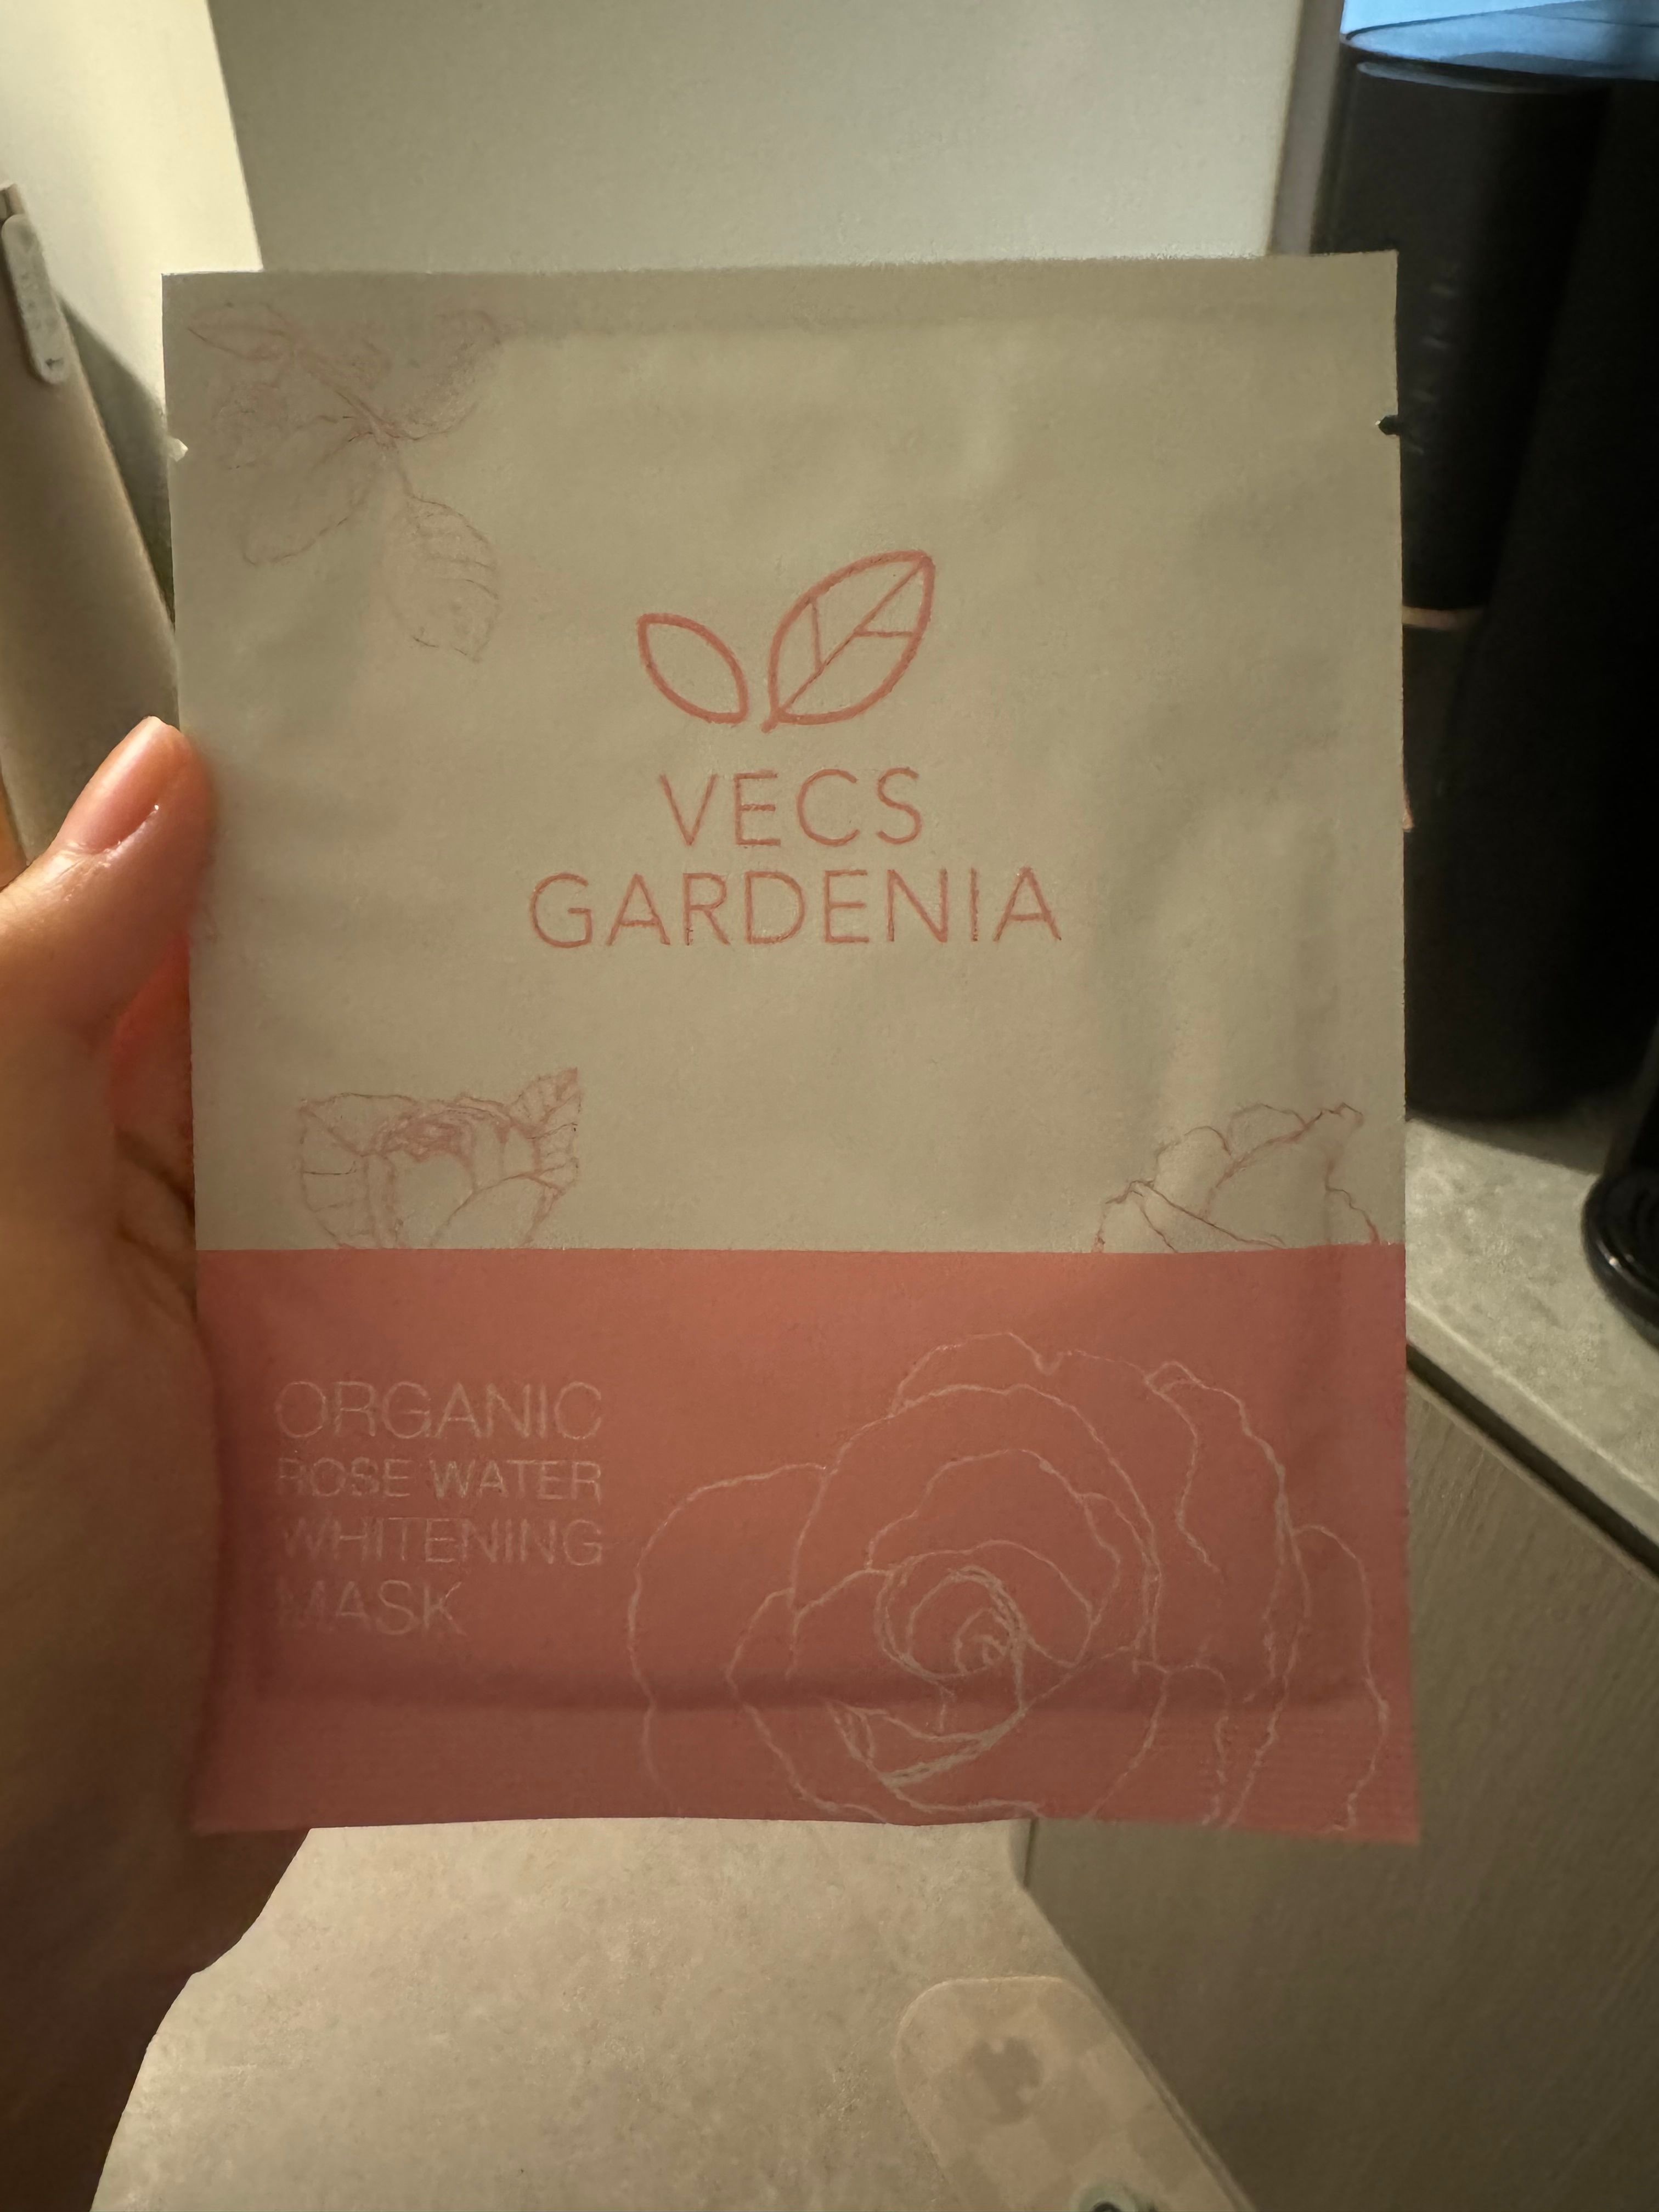 VECS
GARDENIA
ORGANIC
ROSE WATER
WHITENING
MASK